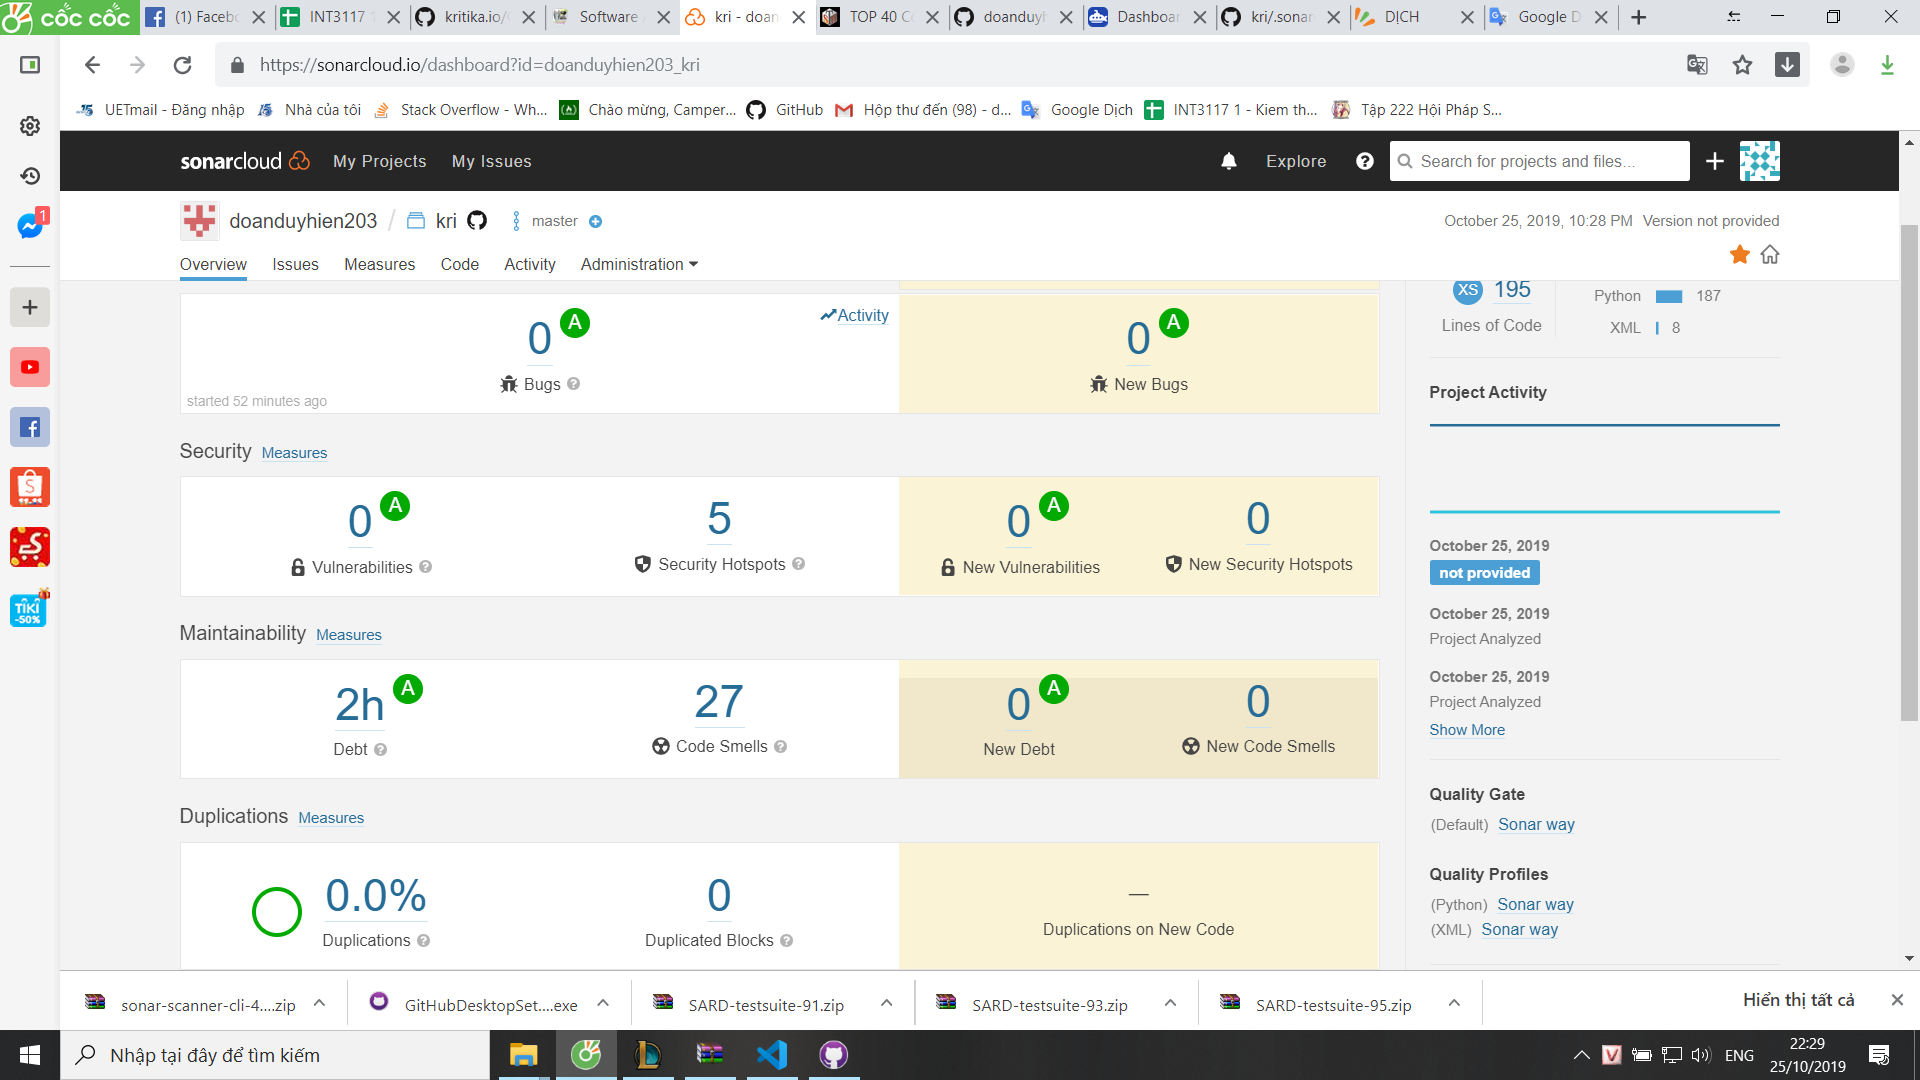 cốc cốc
(1) Facebo
INT3117 1
kritika.io/
Software A
kri - doan
TOP 40 Co
doanduyh
Dashboar
kri/.sonar
DỊCH
Google D
https://sonarcloud.io/dashboard?id=doanduyhien203_kri
UETmail - Đăng nhập
Nhà của tôi
Stack Overflow - Wh...
Chào mừng, Camper...
GitHub
Hộp thư đến (98) - d...
Google Dịch
INT3117 1 - Kiem th...
Tập 222 Hội Pháp S...
sonarcloud
My Projects
My Issues
Explore
Search for projects and files...
doanduyhien203 / kri
master
October 25, 2019, 10:28 PM Version not provided
Overview
Issues
Measures
Code
Activity
Administration
1
XS 195
Lines of Code
Python 187
XML 8
Activity
0 A
Bugs
started 52 minutes ago
0 A
New Bugs
Security Measures
0 A
Vulnerabilities
5
Security Hotspots
0 A
New Vulnerabilities
0
New Security Hotspots
Maintainability Measures
2h A
Debt
27
Code Smells
0 A
New Debt
0
New Code Smells
Duplications Measures
0.0%
Duplications
0
Duplicated Blocks
—
Duplications on New Code
Project Activity
October 25, 2019
not provided
October 25, 2019
Project Analyzed
October 25, 2019
Project Analyzed
Show More
Quality Gate
(Default) Sonar way
Quality Profiles
(Python) Sonar way
(XML) Sonar way
TIKI
-50%
sonar-scanner-cli-4....zip
GitHubDesktopSet....exe
SARD-testsuite-91.zip
SARD-testsuite-93.zip
SARD-testsuite-95.zip
Hiển thị tất cả
Nhập tại đây để tìm kiếm
ENG
22:29
25/10/2019